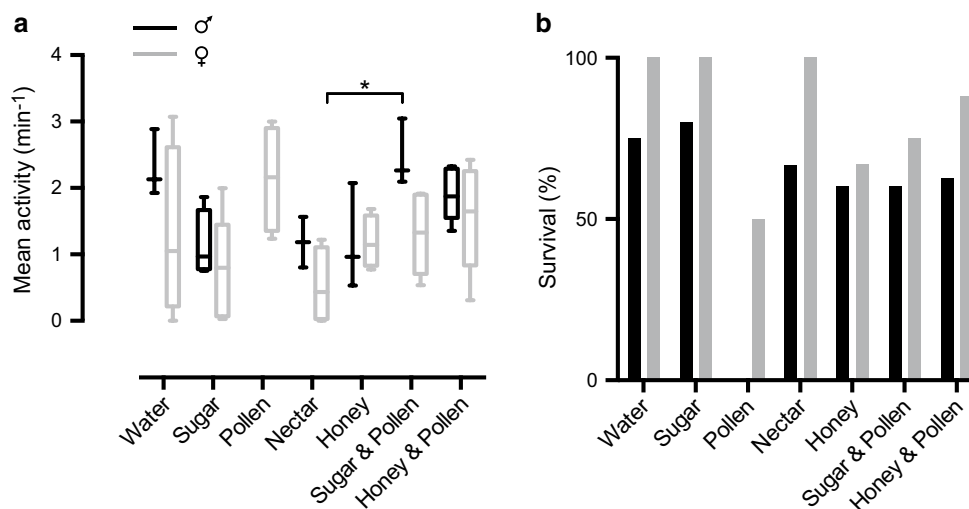 a
♂
♀
Mean activity (min-1)
4
3
2
1
0
*
Water
Sugar
Pollen
Nectar
Honey
Sugar & Pollen
Honey & Pollen
b
Survival (%)
100
50
0
Water
Sugar
Pollen
Nectar
Honey
Sugar & Pollen
Honey & Pollen